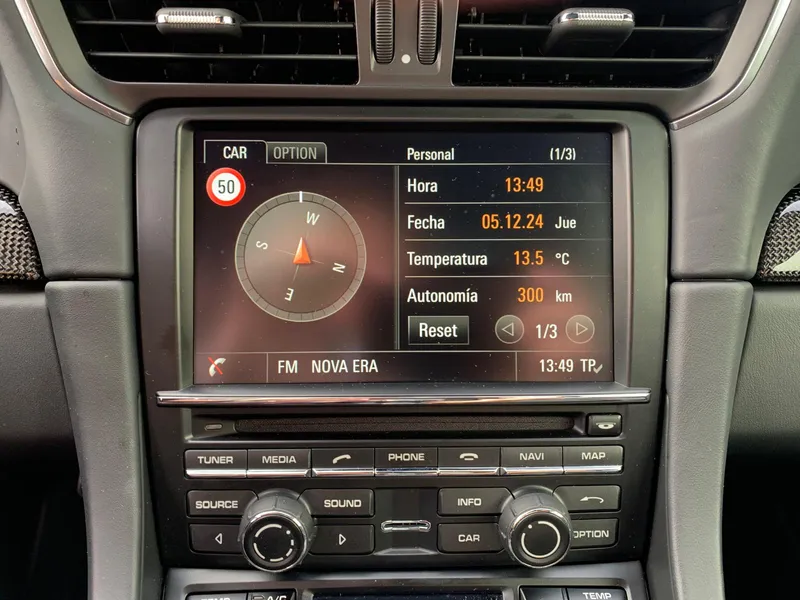 CAR OPTION Personal (1/3)
50
Hora 13:49
Fecha 05.12.24 Jue
Temperatura 13.5 °C
Autonomía 300 km
W
S
N
E
Reset 1/3
FM NOVA ERA 13:49 TP
TUNER MEDIA PHONE NAVI MAP
SOURCE SOUND INFO
CAR OPTION
A/C TEMP